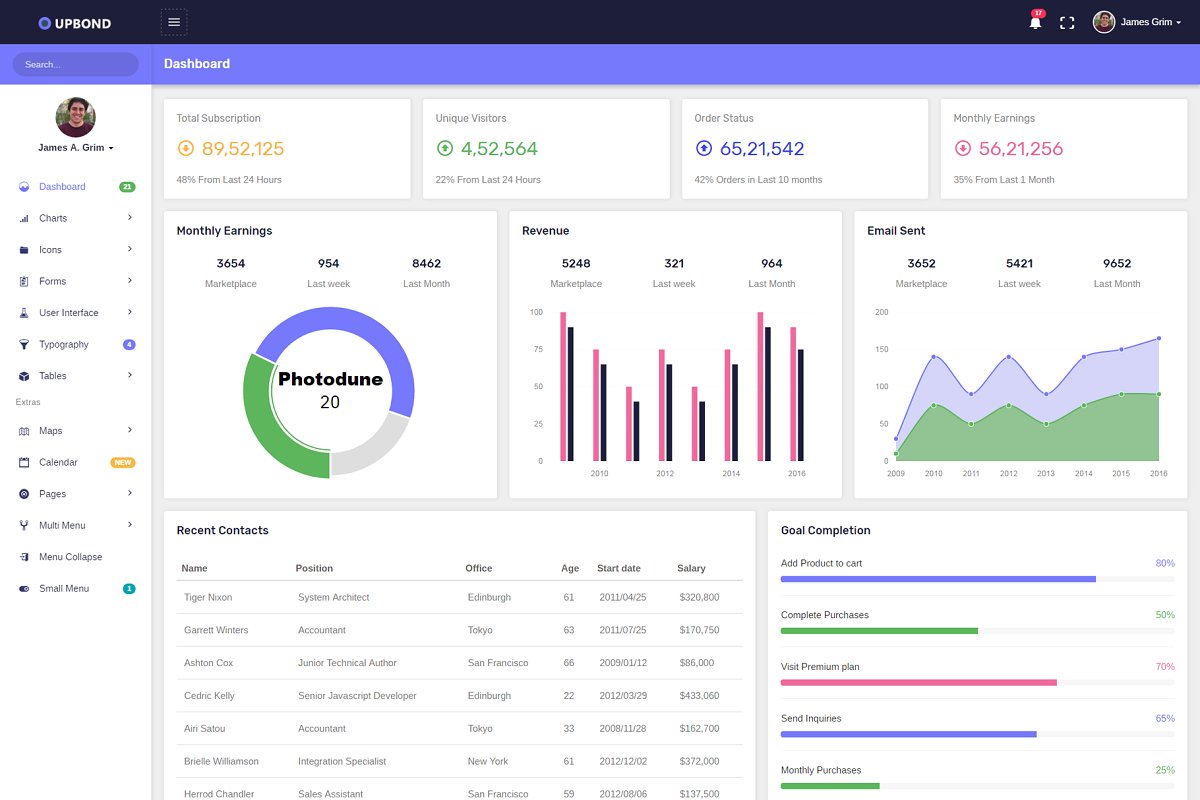 UPBOND
17
James Grim
Search...
Dashboard
James A. Grim
Dashboard 21
Charts
Icons
Forms
User Interface
Typography 4
Tables
Extras
Maps
Calendar NEW
Pages
Multi Menu
Menu Collapse
Small Menu 1
Total Subscription
89,52,125
48% From Last 24 Hours
Unique Visitors
4,52,564
22% From Last 24 Hours
Order Status
65,21,542
42% Orders in Last 10 months
Monthly Earnings
56,21,256
35% From Last 1 Month
Monthly Earnings
3654 954 8462
Marketplace Last week Last Month
Photodune
20
Revenue
5248 321 964
Marketplace Last week Last Month
100
75
50
25
0
2010 2012 2014 2016
Email Sent
3652 5421 9652
Marketplace Last week Last Month
200
150
100
50
0
2009 2010 2011 2012 2013 2014 2015 2016
Recent Contacts
Name Position Office Age Start date Salary
Tiger Nixon System Architect Edinburgh 61 2011/04/25 $320,800
Garrett Winters Accountant Tokyo 63 2011/07/25 $170,750
Ashton Cox Junior Technical Author San Francisco 66 2009/01/12 $86,000
Cedric Kelly Senior Javascript Developer Edinburgh 22 2012/03/29 $433,060
Airi Satou Accountant Tokyo 33 2008/11/28 $162,700
Brielle Williamson Integration Specialist New York 61 2012/12/02 $372,000
Herrod Chandler Sales Assistant San Francisco 59 2012/08/06 $137,500
Goal Completion
Add Product to cart 80%
Complete Purchases 50%
Visit Premium plan 70%
Send Inquiries 65%
Monthly Purchases 25%